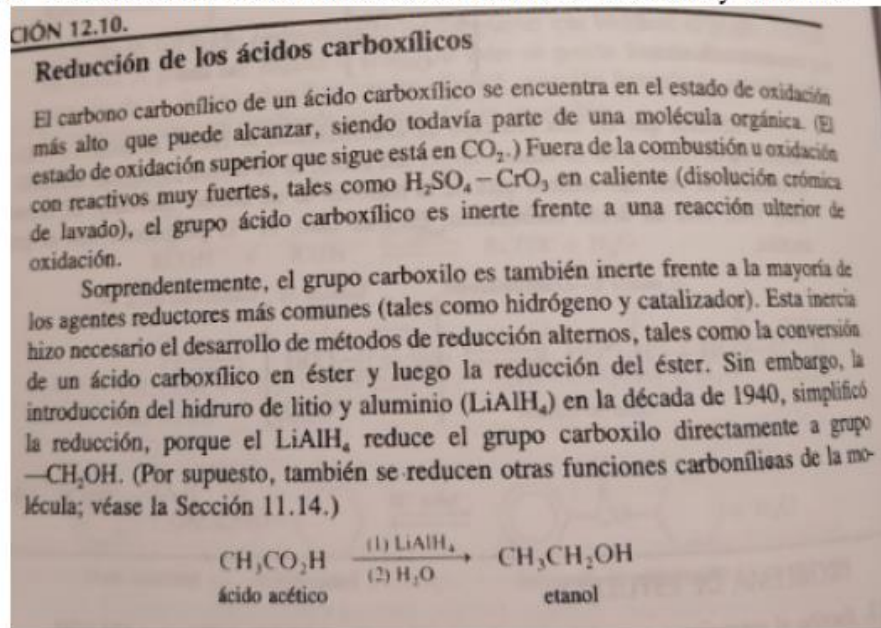 CIÓN 12.10.
Reducción de los ácidos carboxílicos
El carbono carbonílico de un ácido carboxílico se encuentra en el estado de oxidación
más alto que puede alcanzar, siendo todavía parte de una molécula orgánica. (El
estado de oxidación superior que sigue está en CO₂.) Fuera de la combustión u oxidación
con reactivos muy fuertes, tales como H₂SO₄—CrO₃ en caliente (disolución crómica
de lavado), el grupo ácido carboxílico es inerte frente a una reacción ulterior de
oxidación.
Sorprendentemente, el grupo carboxilo es también inerte frente a la mayoría de
los agentes reductores más comunes (tales como hidrógeno y catalizador). Esta inercia
hizo necesario el desarrollo de métodos de reducción alternos, tales como la conversión
de un ácido carboxílico en éster y luego la reducción del éster. Sin embargo, la
introducción del hidruro de litio y aluminio (LiAlH₄) en la década de 1940, simplificó
la reducción, porque el LiAlH₄ reduce el grupo carboxilo directamente a grupo
—CH₂OH. (Por supuesto, también se reducen otras funciones carbonílicas de la mo-
lécula; véase la Sección 11.14.)
CH₃CO₂H (1) LiAlH₄ (2) H₂O → CH₃CH₂OH
ácido acético etanol